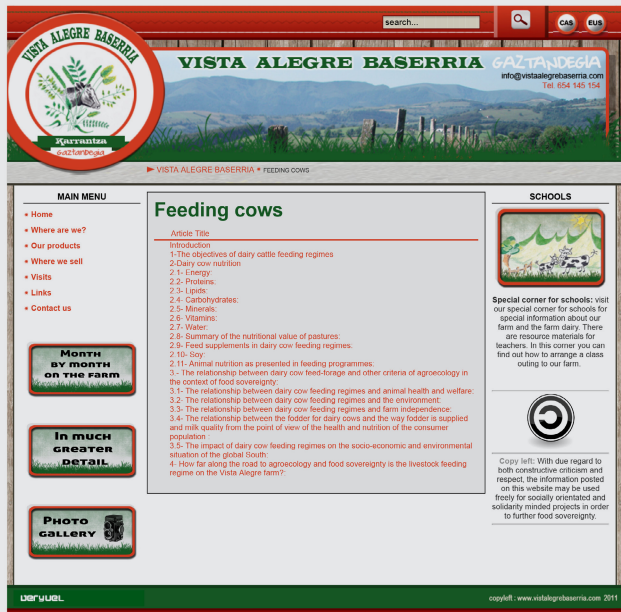 search...
CAS
EUS
VISTA ALEGRE BASERRIA
Karrantza
Gaztandegia
VISTA ALEGRE BASERRIA GAZTANDEGIA
info@vistaalegrebaserria.com
Tel. 654 145 154
VISTA ALEGRE BASERRIA FEEDING COWS
MAIN MENU
Home
Where are we?
Our products
Where we sell
Visits
Links
Contact us
Month
by month
on the farm
In much
greater
detail
Photo
gallery
Feeding cows
Article Title
Introduction
1-The objectives of dairy cattle feeding regimes
2-Dairy cow nutrition
2.1- Energy:
2.2- Proteins:
2.3- Lipids:
2.4- Carbohydrates:
2.5- Minerals:
2.6- Vitamins:
2.7- Water:
2.8- Summary of the nutritional value of pastures:
2.9- Feed supplements in dairy cow feeding regimes:
2.10- Soy:
2.11- Animal nutrition as presented in feeding programmes:
3.- The relationship between dairy cow feed-forage and other criteria of agroecology in
the context of food sovereignty:
3.1- The relationship between dairy cow feeding regimes and animal health and welfare:
3.2- The relationship between dairy cow feeding regimes and the environment:
3.3- The relationship between dairy cow feeding regimes and farm independence:
3.4- The relationship between the fodder for dairy cows and the way fodder is supplied
and milk quality from the point of view of the health and nutrition of the consumer
population :
3.5- The impact of dairy cow feeding regimes on the socio-economic and environmental
situation of the global South:
4- How far along the road to agroecology and food sovereignty is the livestock feeding
regime on the Vista Alegre farm?:
SCHOOLS
Special corner for schools: visit
our special corner for schools for
special information about our
farm and the farm dairy. There
are resource materials for
teachers. In this corner you can
find out how to arrange a class
outing to our farm.
Copy left: With due regard to
both constructive criticism and
respect, the information posted
on this website may be used
freely for socially orientated and
solidarity minded projects in order
to further food sovereignty.
copyleft : www.vistalegrebaserria.com 2011